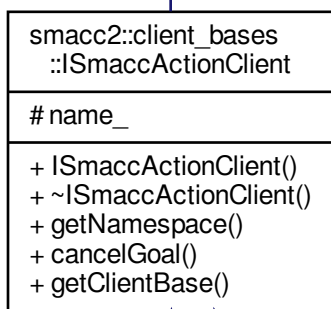 smacc2::client_bases
::ISmaccActionClient
# name_
+ ISmaccActionClient()
+ ~ISmaccActionClient()
+ getNamespace()
+ cancelGoal()
+ getClientBase()